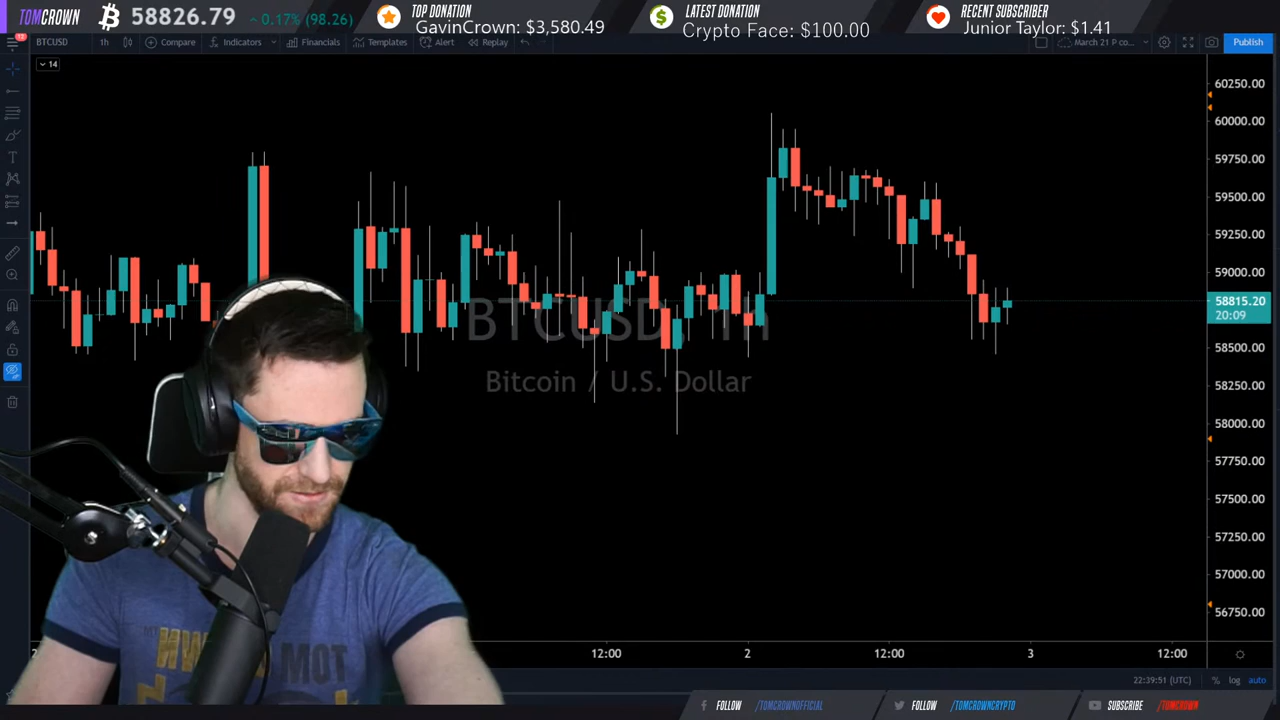 TOMCROWN
58826.79
0.17% (98.26)
TOP DONATION
GavinCrown: $3,580.49
LATEST DONATION
Crypto Face: $100.00
RECENT SUBSCRIBER
Junior Taylor: $1.41
BTCUSD
1h
Compare
Indicators
Financials
Templates
Alert
Replay
March 21 P co...
Publish
14
60250.00
60000.00
59750.00
59500.00
59250.00
59000.00
58815.20
20:09
58500.00
58250.00
58000.00
57750.00
57500.00
57250.00
57000.00
56750.00
BTCUSD, 1h
Bitcoin / U.S. Dollar
12:00
2
12:00
3
12:00
22:39:51 (UTC)
%
log
auto
FOLLOW /TOMCROWNOFFICIAL
FOLLOW /TOMCROWNCRYPTO
SUBSCRIBE /TOMCROWN